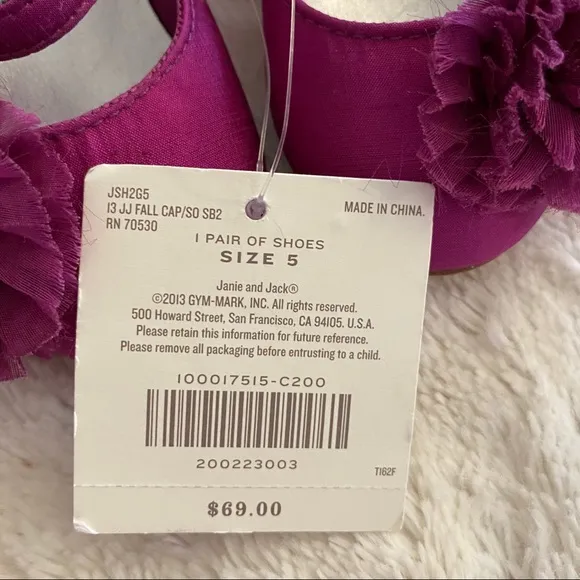 JSH2G5
13 JJ FALL CAP/SO SB2
RN 70530
MADE IN CHINA.
1 PAIR OF SHOES
SIZE 5
Janie and Jack®
©2013 GYM-MARK, INC. All rights reserved.
500 Howard Street, San Francisco, CA 94105. U.S.A.
Please retain this information for future reference.
Please remove all packaging before entrusting to a child.
100017515-C200
200223003
T162F
$69.00